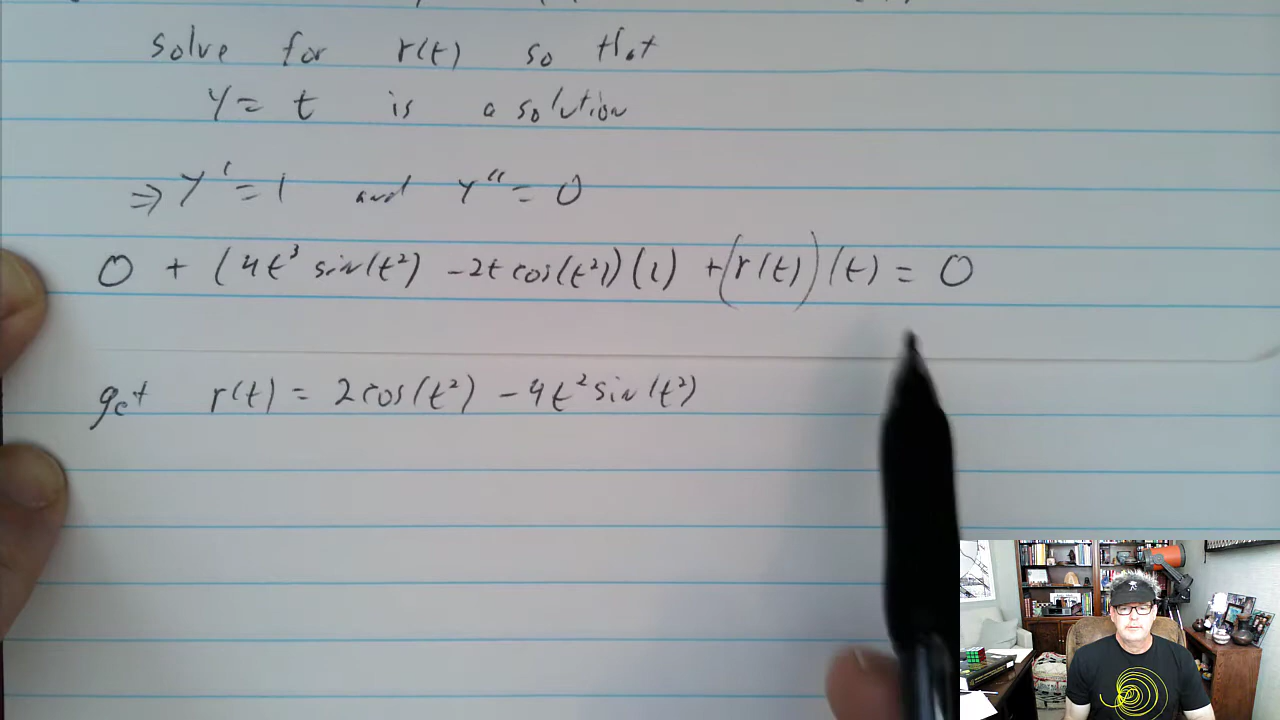 solve for r(t) so that
y = t is a solution
⇒ y' = 1 and y'' = 0
0 + (4t³ sin(t²) - 2t cos(t²))(1) + (r(t))(t) = 0
get r(t) = 2cos(t²) - 4t² sin(t²)